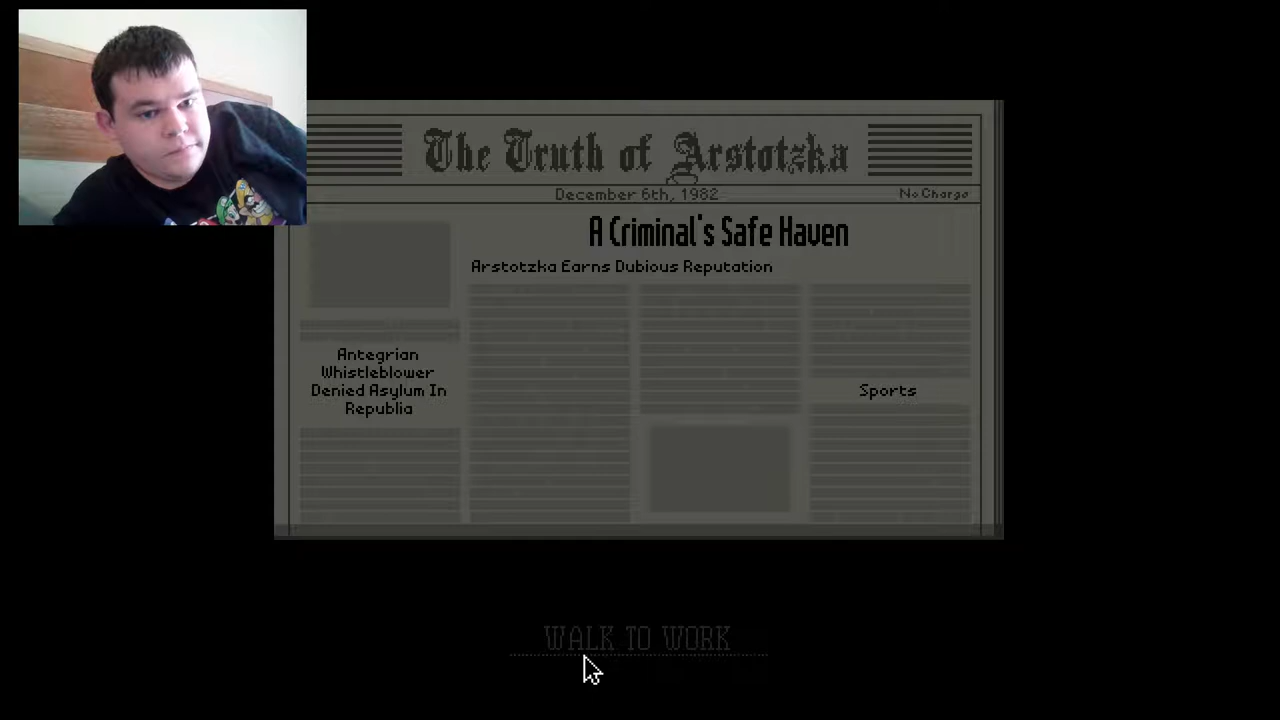 The Truth of Arstotzka
December 6th, 1982
No Charge
A Criminal's Safe Haven
Arstotzka Earns Dubious Reputation
Antegrian
Whistleblower
Denied Asylum In
Republia
Sports
WALK TO WORK